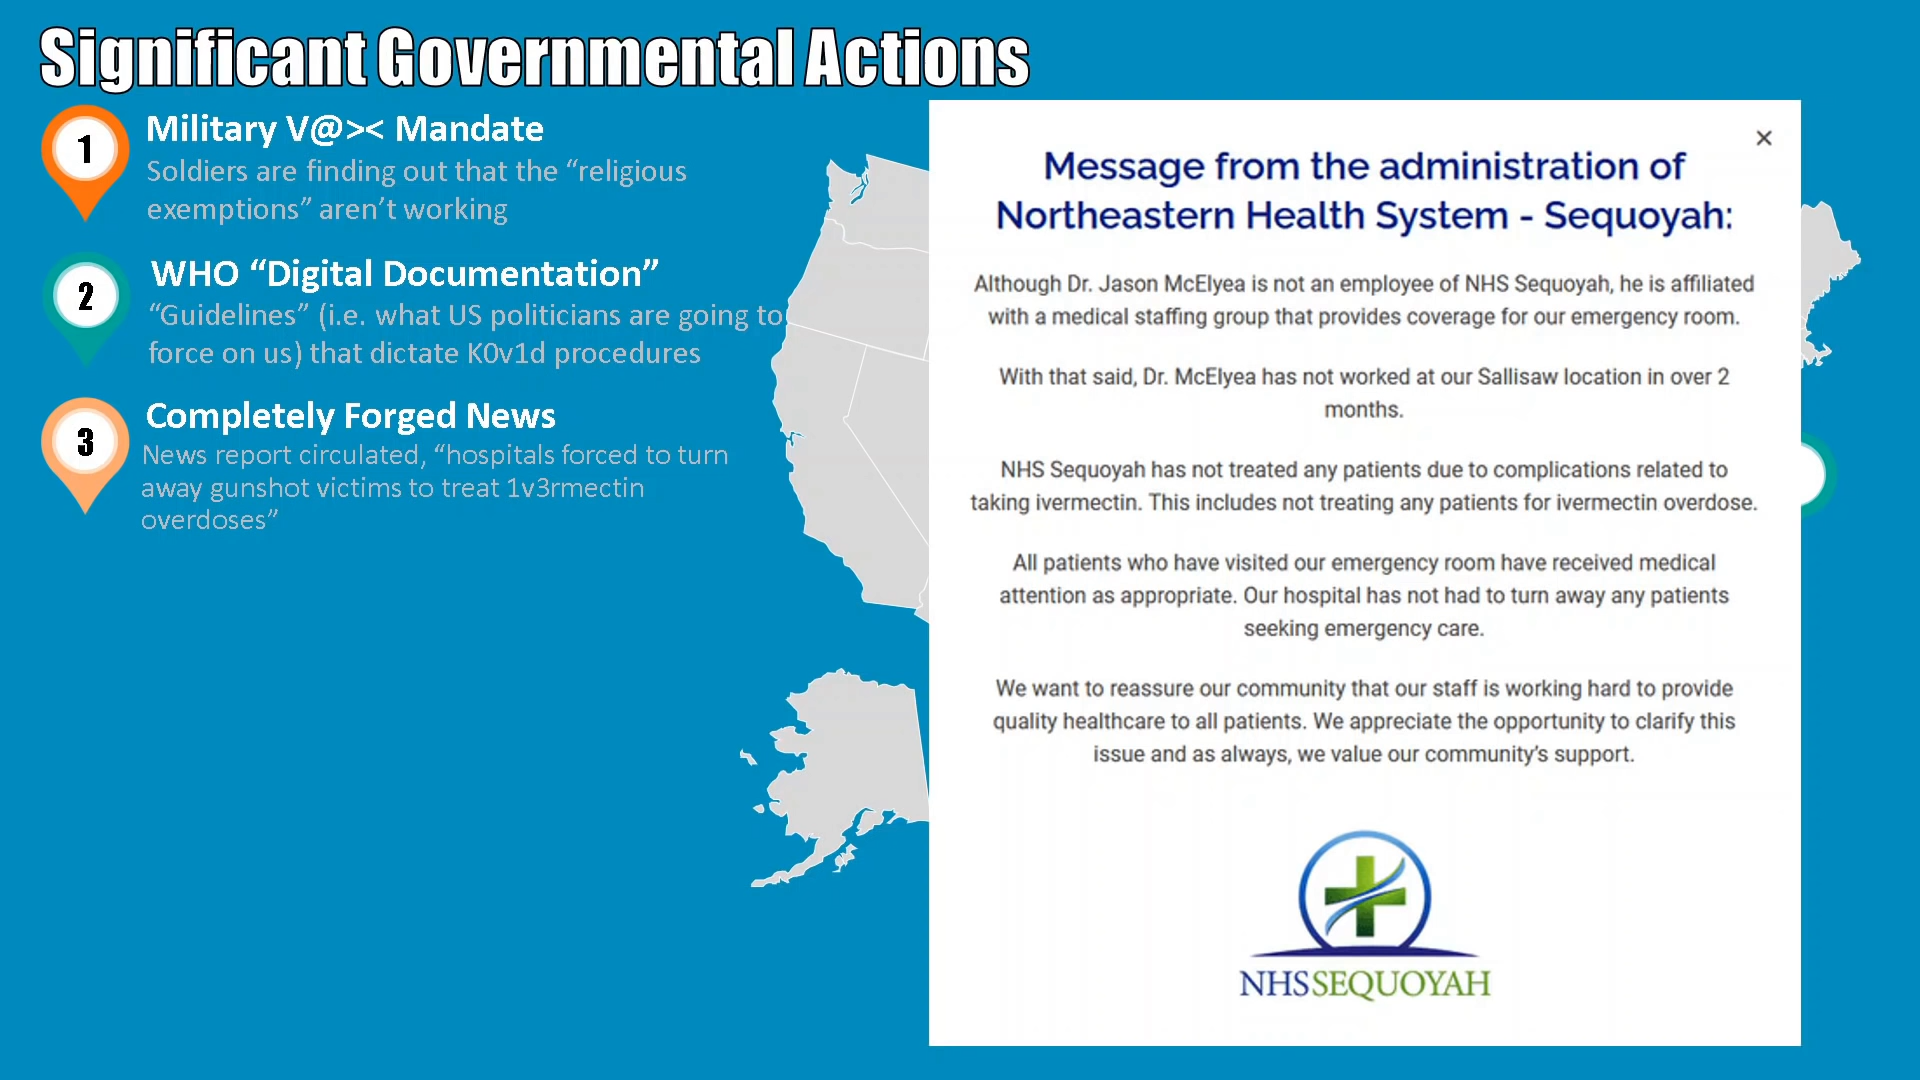 Significant Governmental Actions
1
Military V@>< Mandate
Soldiers are finding out that the “religious
exemptions” aren’t working
2
WHO “Digital Documentation”
“Guidelines” (i.e. what US politicians are going to
force on us) that dictate K0v1d procedures
3
Completely Forged News
News report circulated, “hospitals forced to turn
away gunshot victims to treat 1v3rmectin
overdoses”
×
Message from the administration of
Northeastern Health System - Sequoyah:
Although Dr. Jason McElyea is not an employee of NHS Sequoyah, he is affiliated
with a medical staffing group that provides coverage for our emergency room.
With that said, Dr. McElyea has not worked at our Sallisaw location in over 2
months.
NHS Sequoyah has not treated any patients due to complications related to
taking ivermectin. This includes not treating any patients for ivermectin overdose.
All patients who have visited our emergency room have received medical
attention as appropriate. Our hospital has not had to turn away any patients
seeking emergency care.
We want to reassure our community that our staff is working hard to provide
quality healthcare to all patients. We appreciate the opportunity to clarify this
issue and as always, we value our community’s support.
NHSSEQUOYAH